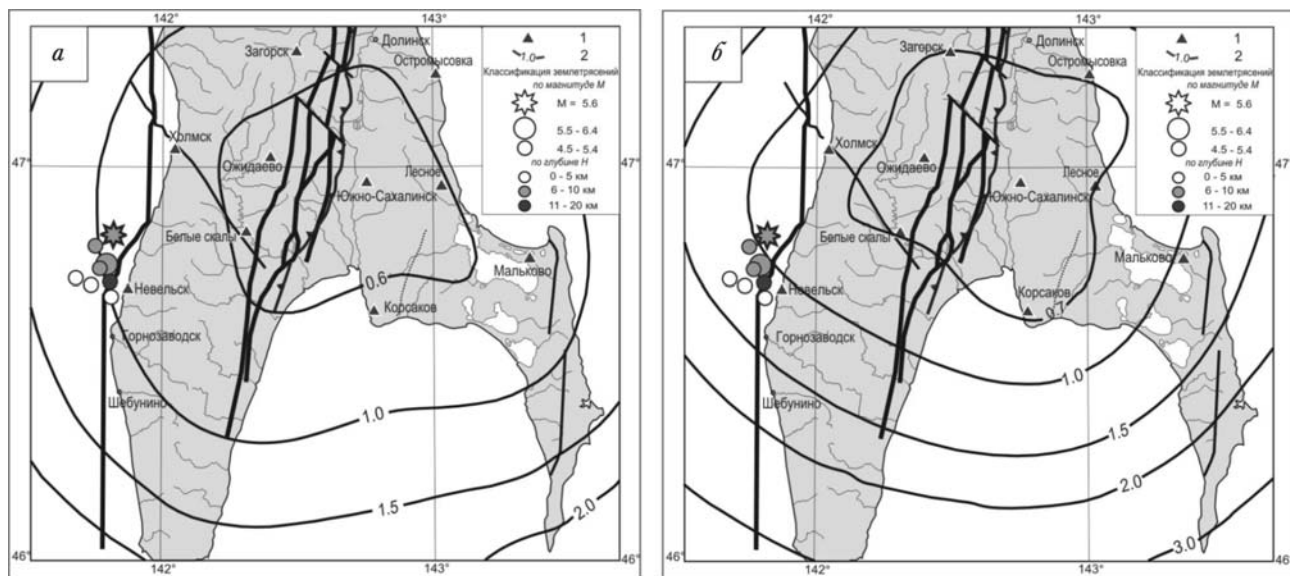 142°
143°
а
Загорск
Долинск
Остромысовка
1
1.0
2
Классификация землетрясений
по магнитуде М
M = 5.6
5.5 - 6.4
4.5 - 5.4
по глубине Н
0 - 5 км
6 - 10 км
11 - 20 км
Холмск
47°
Ожидаево
Лесное
Южно-Сахалинск
Белые скалы
Мальково
0.6
Невельск
Корсаков
Горнозаводск
Шебунино
1.0
1.5
2.0
46°
142°
143°
142°
143°
б
Загорск
Долинск
Остромысовка
1
1.0
2
Классификация землетрясений
по магнитуде М
M = 5.6
5.5 - 6.4
4.5 - 5.4
по глубине Н
0 - 5 км
6 - 10 км
11 - 20 км
Холмск
47°
47°
Ожидаево
Лесное
Южно-Сахалинск
Белые скалы
Мальково
Невельск
Корсаков
0.7
Горнозаводск
Шебунино
1.0
1.5
2.0
3.0
46°
46°
142°
143°